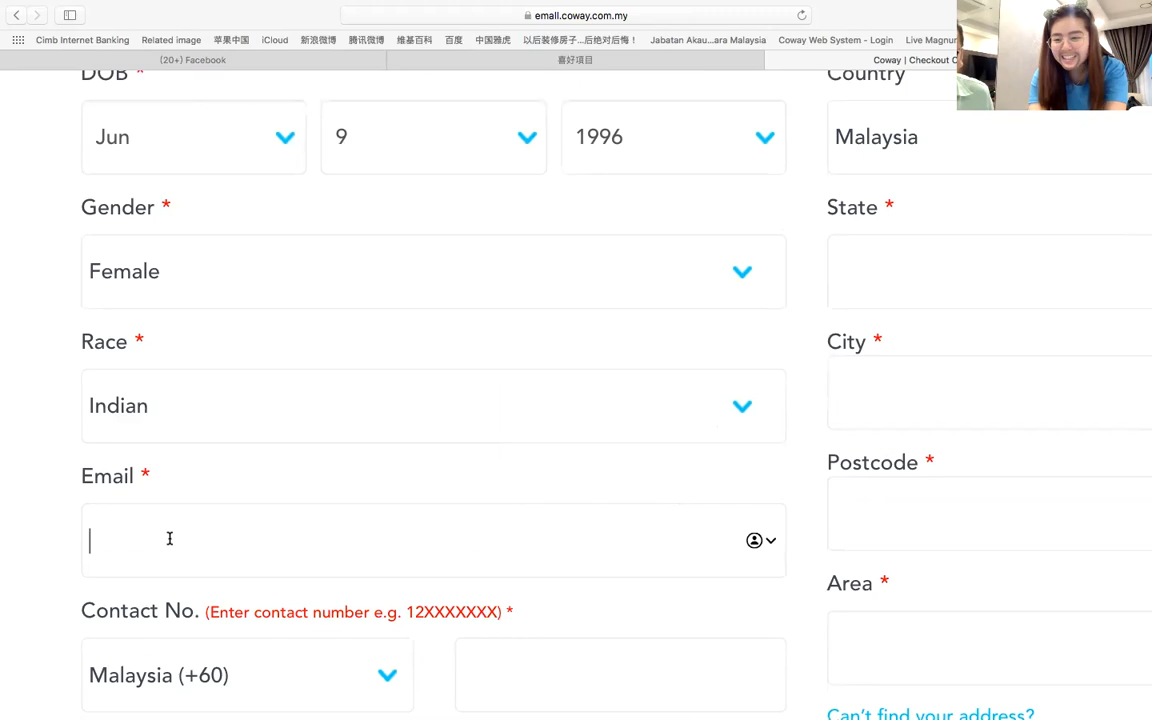 emall.coway.com.my
Cimb Internet Banking Related image 苹果中国 iCloud 新浪微博 腾讯微博 维基百科 百度 中国雅虎 以后装修房子...后绝对后悔！ Jabatan Akau...ara Malaysia Coway Web System - Login Live Magnum
(20+) Facebook 喜好項目 Coway | Checkout C
DOB * Country
Jun 9 1996 Malaysia
Gender * State *
Female
Race * City *
Indian
Email * Postcode *
Contact No. (Enter contact number e.g. 12XXXXXXX) * Area *
Malaysia (+60)
Can't find your address?